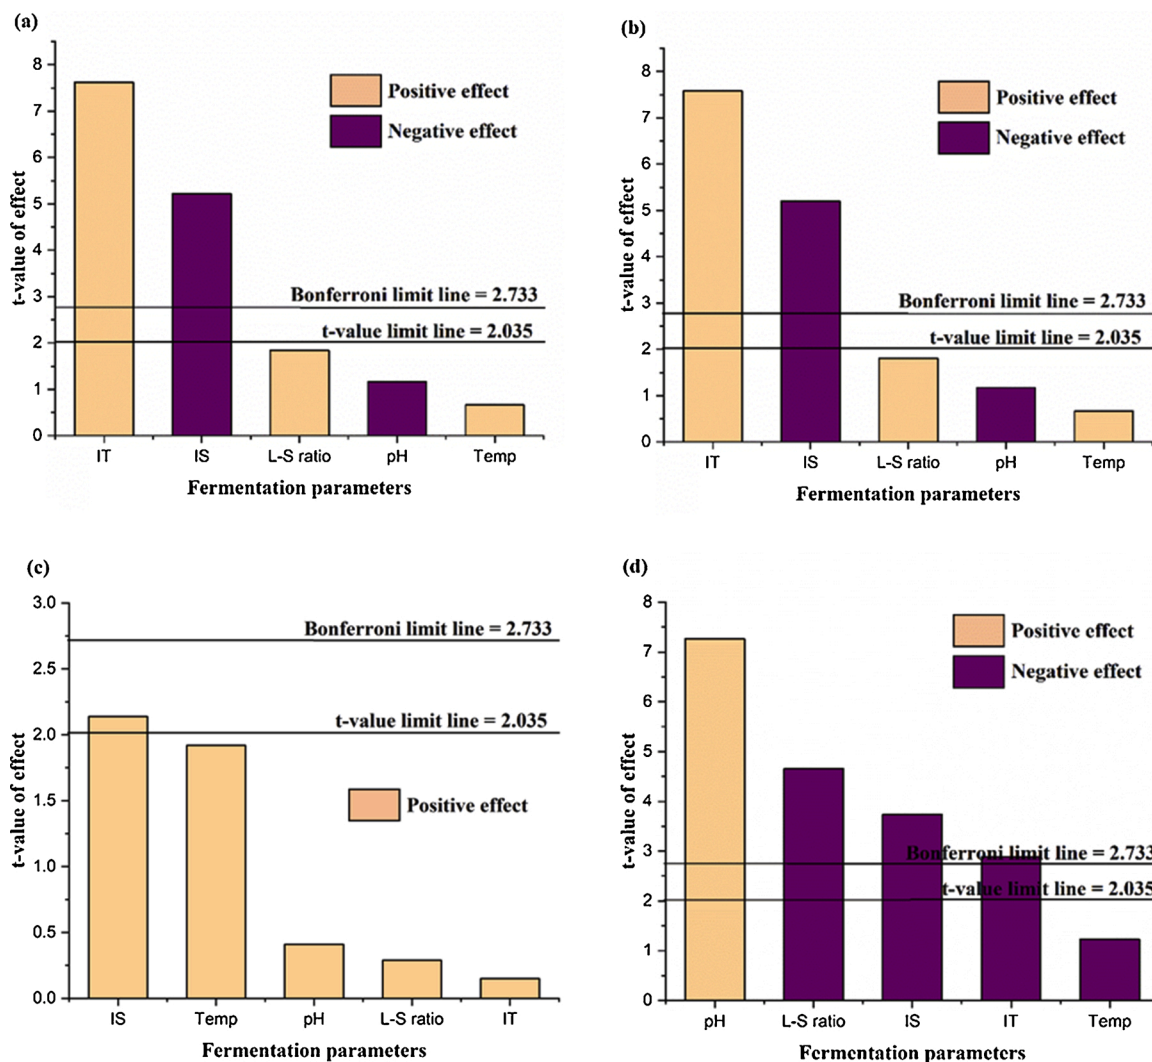 (a)
t-value of effect
8
7
6
5
4
3
2
1
0
Positive effect
Negative effect
Bonferroni limit line = 2.733
t-value limit line = 2.035
IT IS L-S ratio pH Temp
Fermentation parameters
(b)
t-value of effect
8
7
6
5
4
3
2
1
0
Positive effect
Negative effect
Bonferroni limit line = 2.733
t-value limit line = 2.035
IT IS L-S ratio pH Temp
Fermentation parameters
(c)
t-value of effect
3.0
2.5
2.0
1.5
1.0
0.5
0.0
Bonferroni limit line = 2.733
t-value limit line = 2.035
Positive effect
IS Temp pH L-S ratio IT
Fermentation parameters
(d)
t-value of effect
8
7
6
5
4
3
2
1
0
Positive effect
Negative effect
Bonferroni limit line = 2.733
t-value limit line = 2.035
pH L-S ratio IS IT Temp
Fermentation parameters